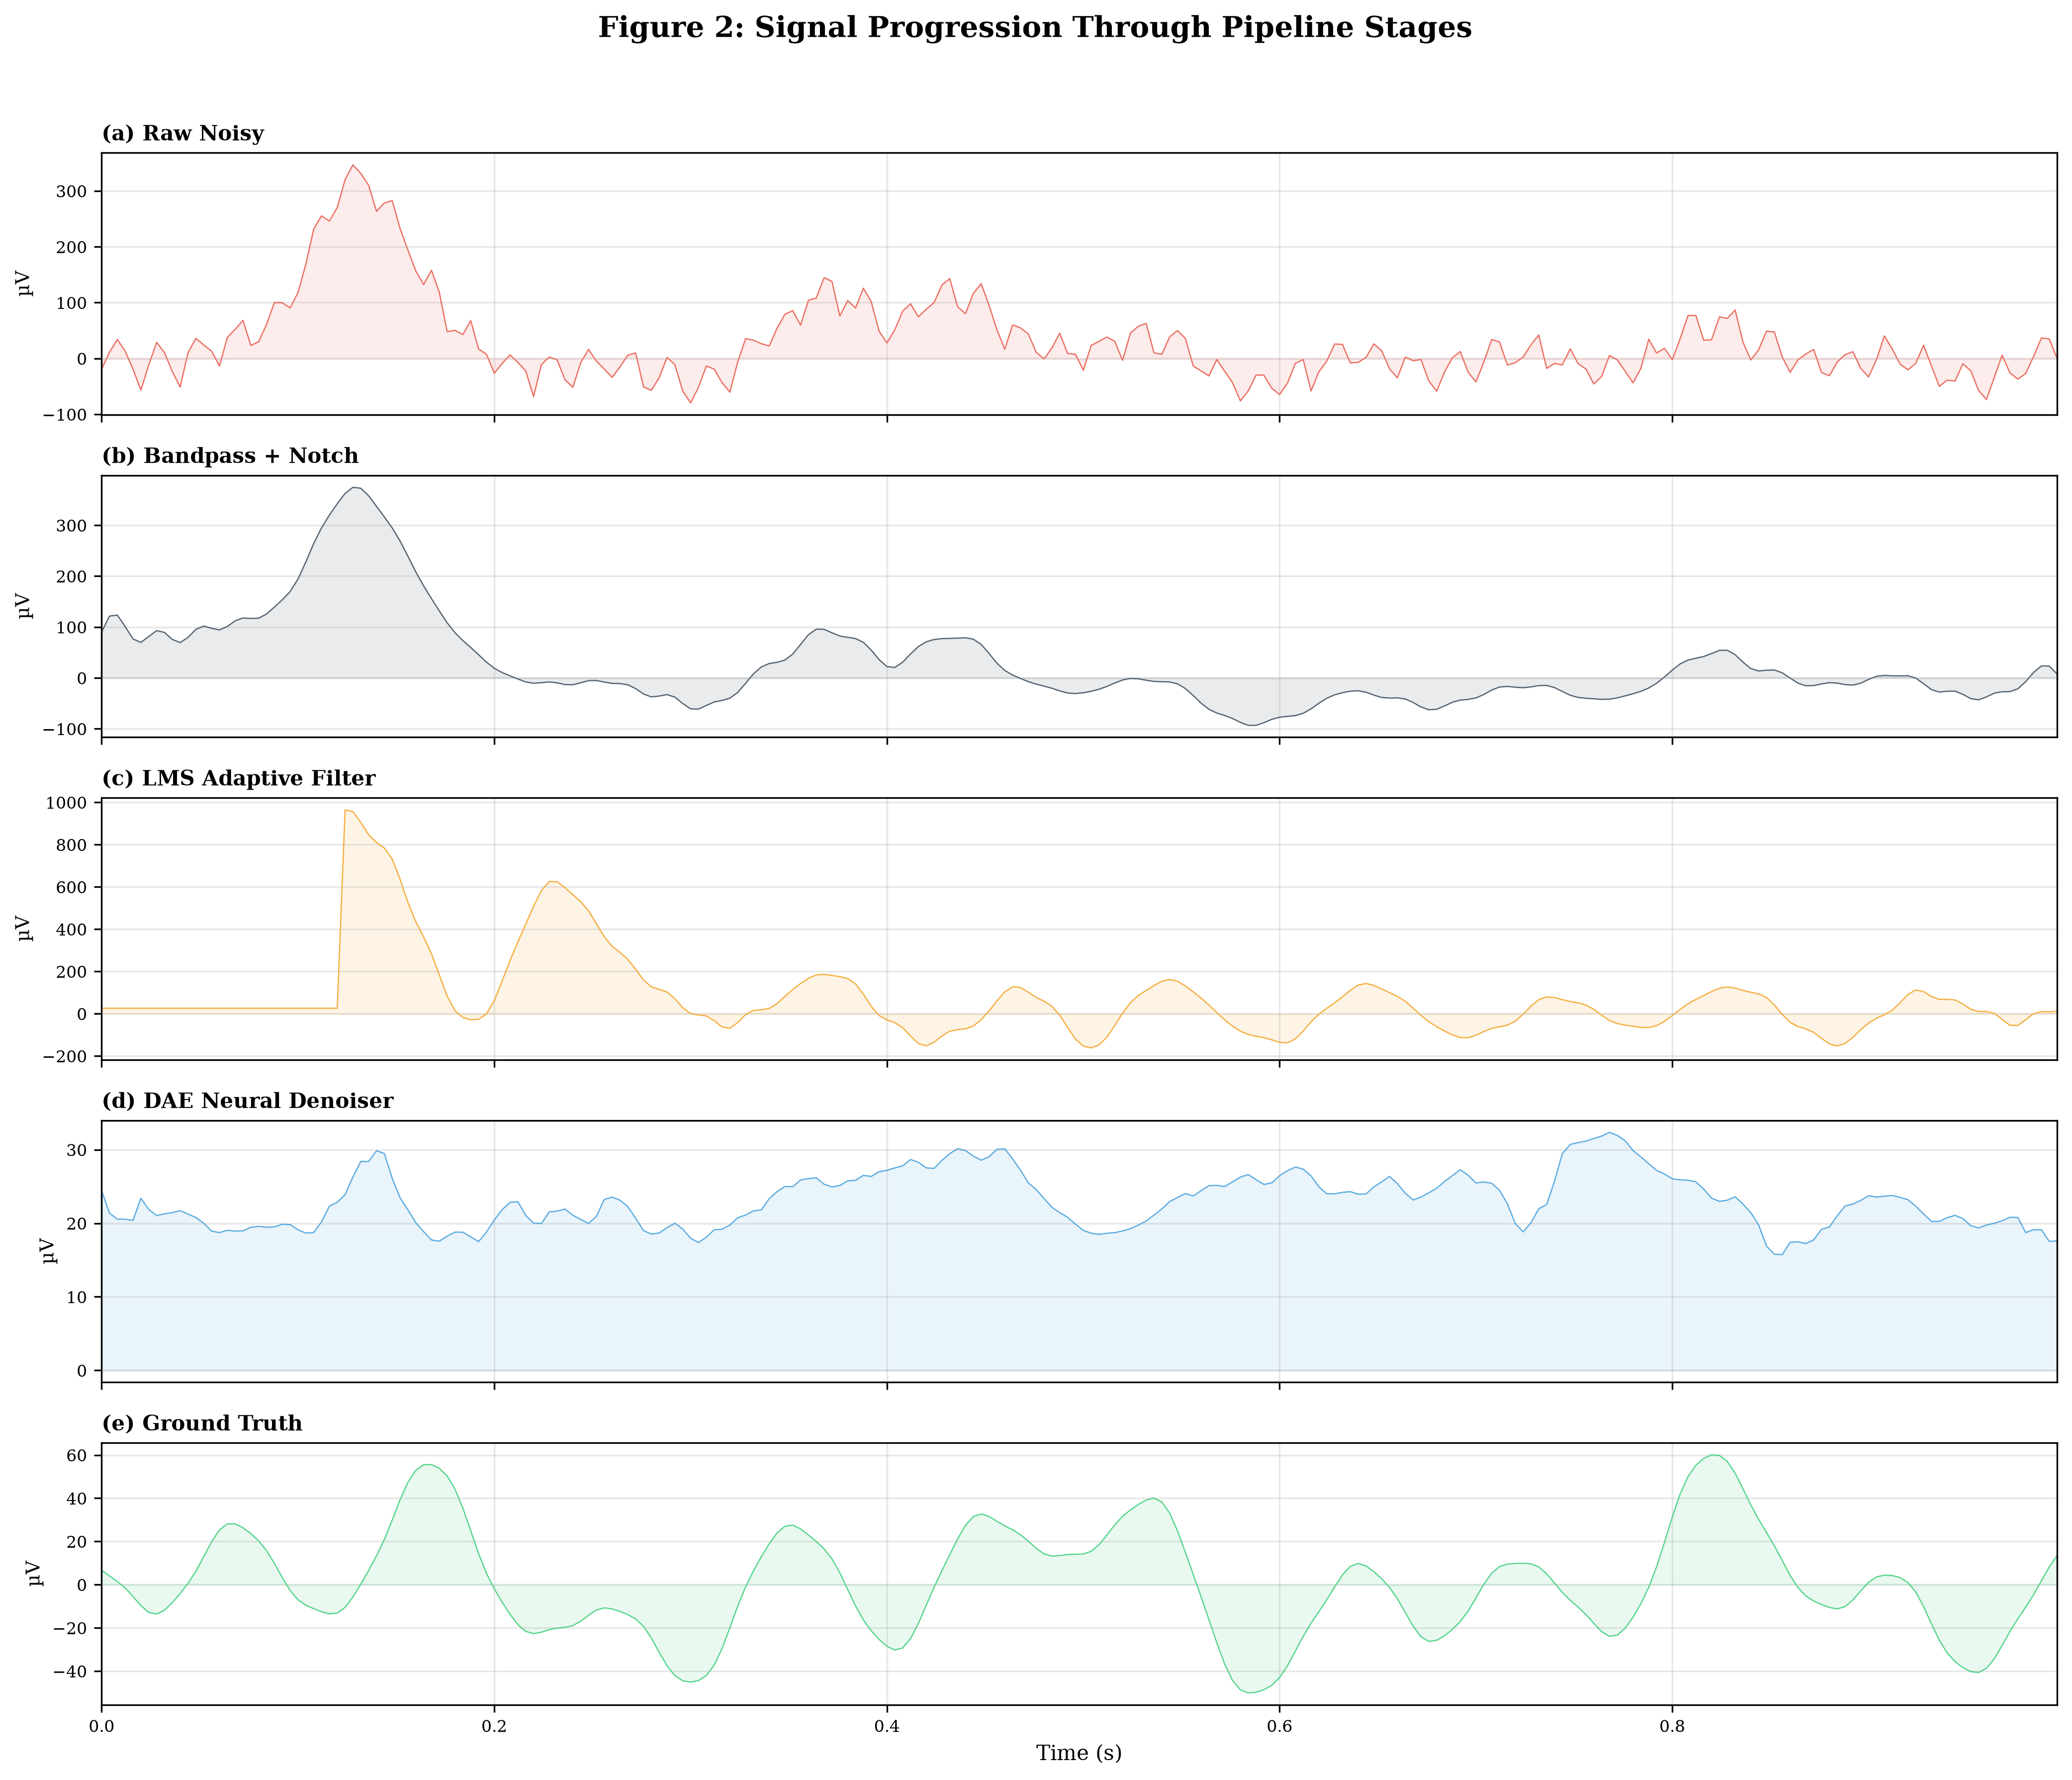 Figure 2: Signal Progression Through Pipeline Stages
(a) Raw Noisy
300
200
100
0
−100
µV
(b) Bandpass + Notch
300
200
100
0
−100
µV
(c) LMS Adaptive Filter
1000
800
600
400
200
0
−200
µV
(d) DAE Neural Denoiser
30
20
10
0
µV
(e) Ground Truth
60
40
20
0
−20
−40
µV
0.0 0.2 0.4 0.6 0.8
Time (s)